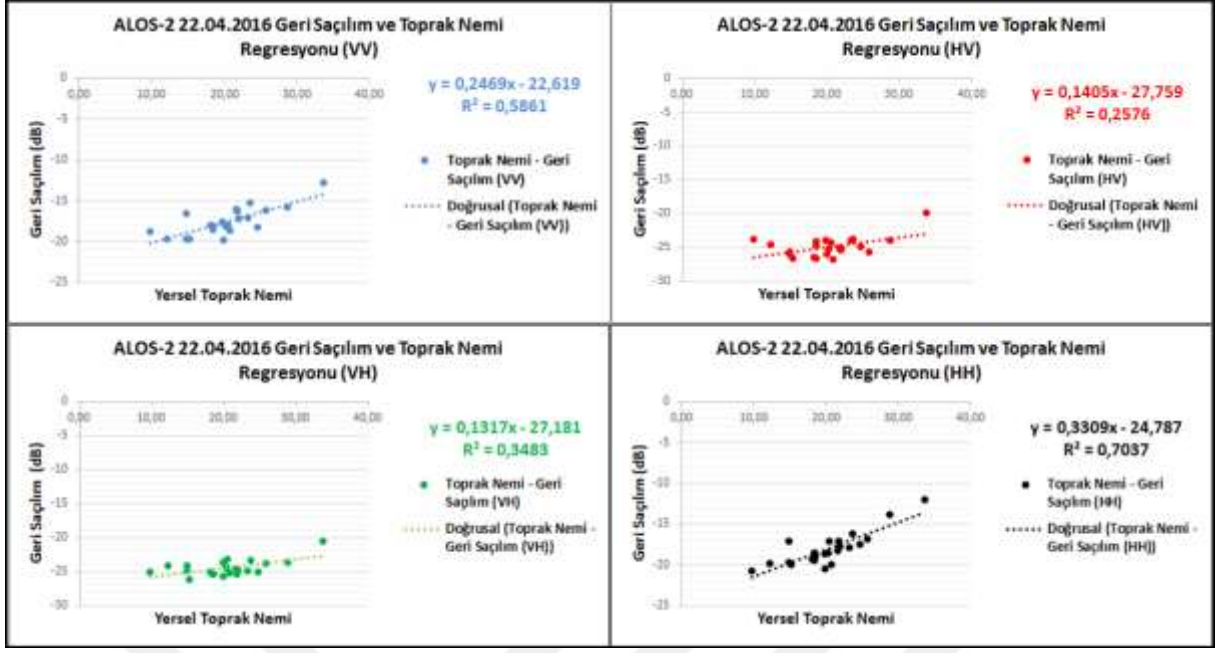 ALOS-2 22.04.2016 Geri Saçılım ve Toprak Nemi
Regresyonu (VV)
Geri Saçılım (dB)
0
-5
-10
-15
-20
-25
0,00 10,00 20,00 30,00 40,00
Yersel Toprak Nemi
y = 0,2469x - 22,619
R² = 0,5861
Toprak Nemi - Geri
Saçılım (VV)
Doğrusal (Toprak Nemi
- Geri Saçılım (VV))
ALOS-2 22.04.2016 Geri Saçılım ve Toprak Nemi
Regresyonu (HV)
Geri Saçılım (dB)
0
-5
-10
-15
-20
-25
-30
0,00 10,00 20,00 30,00 40,00
Yersel Toprak Nemi
y = 0,1405x - 27,759
R² = 0,2576
Toprak Nemi - Geri
Saçılım (HV)
Doğrusal (Toprak Nemi
- Geri Saçılım (HV))
ALOS-2 22.04.2016 Geri Saçılım ve Toprak Nemi
Regresyonu (VH)
Geri Saçılım (dB)
0
-5
-10
-15
-20
-25
-30
0,00 10,00 20,00 30,00 40,00
Yersel Toprak Nemi
y = 0,1317x - 27,181
R² = 0,3483
Toprak Nemi - Geri
Saçılım (VH)
Doğrusal (Toprak Nemi -
Geri Saçılım (VH))
ALOS-2 22.04.2016 Geri Saçılım ve Toprak Nemi
Regresyonu (HH)
Geri Saçılım (dB)
0
-5
-10
-15
-20
-25
0,00 10,00 20,00 30,00 40,00
Yersel Toprak Nemi
y = 0,3309x - 24,787
R² = 0,7037
Toprak Nemi - Geri
Saçılım (HH)
Doğrusal (Toprak Nemi -
Geri Saçılım (HH))